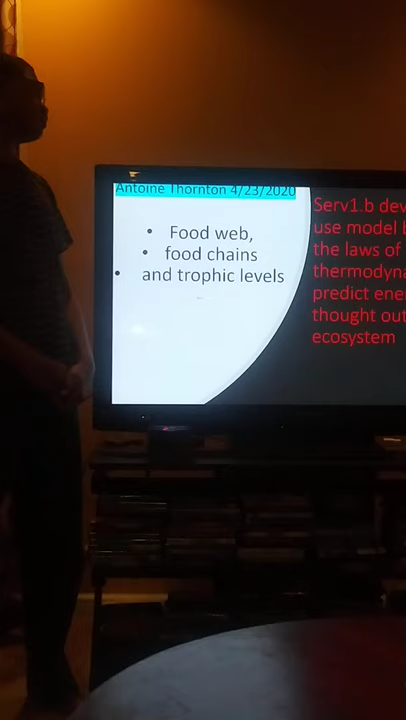 Antoine Thornton 4/23/2020
• Food web,
• food chains
• and trophic levels
Serv1.b dev
use model b
the laws of
thermodyna
predict ene
thought out
ecosystem